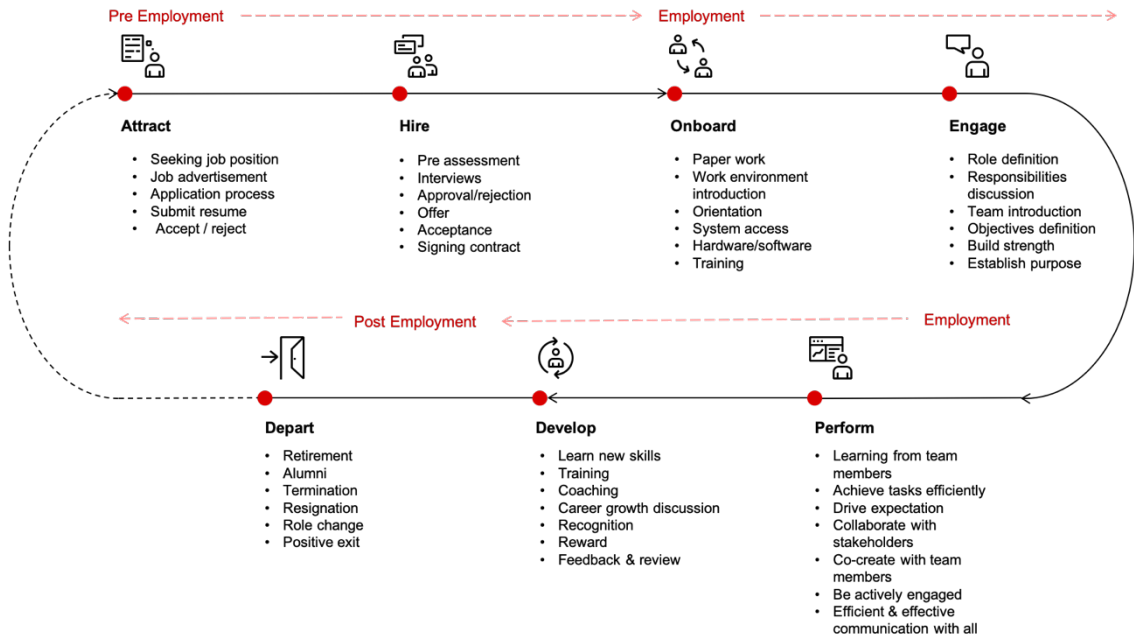 Pre Employment
Employment
Attract
• Seeking job position
• Job advertisement
• Application process
• Submit resume
• Accept / reject
Hire
• Pre assessment
• Interviews
• Approval/rejection
• Offer
• Acceptance
• Signing contract
Onboard
• Paper work
• Work environment
introduction
• Orientation
• System access
• Hardware/software
• Training
Engage
• Role definition
• Responsibilities
discussion
• Team introduction
• Objectives definition
• Build strength
• Establish purpose
Post Employment
Employment
Depart
• Retirement
• Alumni
• Termination
• Resignation
• Role change
• Positive exit
Develop
• Learn new skills
• Training
• Coaching
• Career growth discussion
• Recognition
• Reward
• Feedback & review
Perform
• Learning from team
members
• Achieve tasks efficiently
• Drive expectation
• Collaborate with
stakeholders
• Co-create with team
members
• Be actively engaged
• Efficient & effective
communication with all